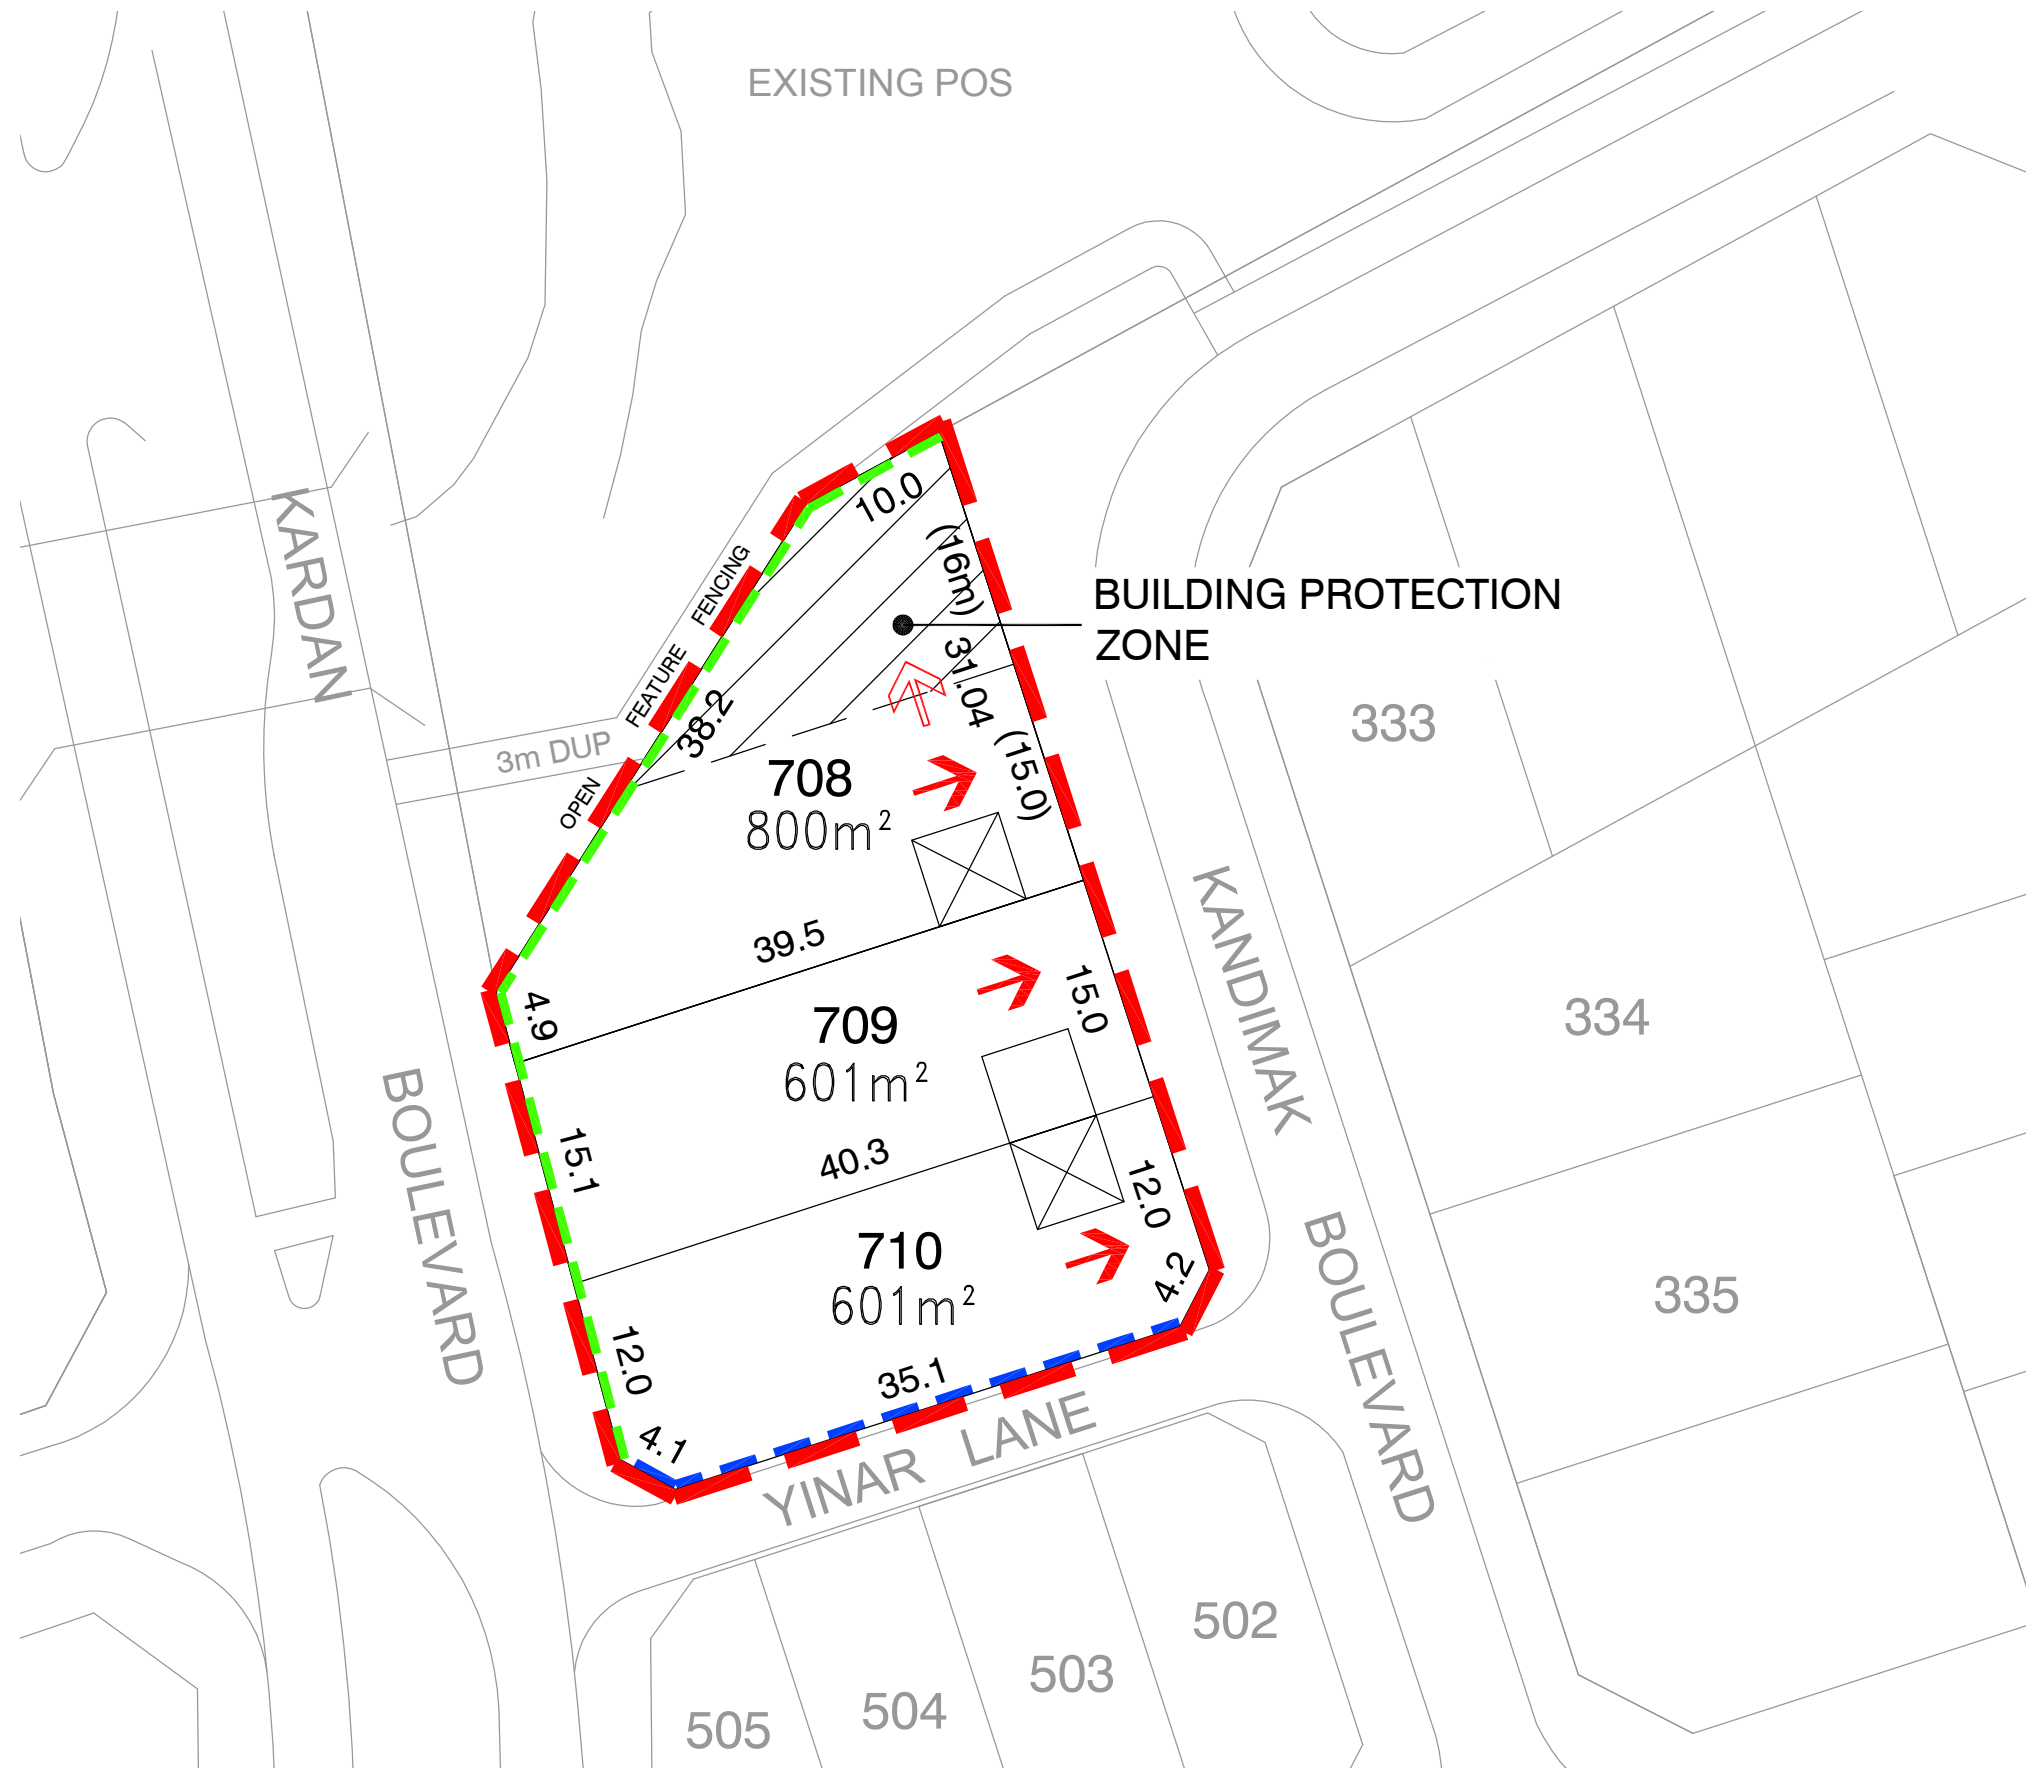 EXISTING POS
KARDAN
BOULEVARD
3m DUP
OPEN
FEATURE
FENCING
10.0
38.2
(16m)
31.04
(15.0)
BUILDING PROTECTION
ZONE
708
800m²
39.5
4.9
709
601m²
15.0
15.1
40.3
710
601m²
12.0
4.2
12.0
4.1
35.1
YINAR LANE
KANDIMAK
BOULEVARD
333
334
335
502
503
504
505